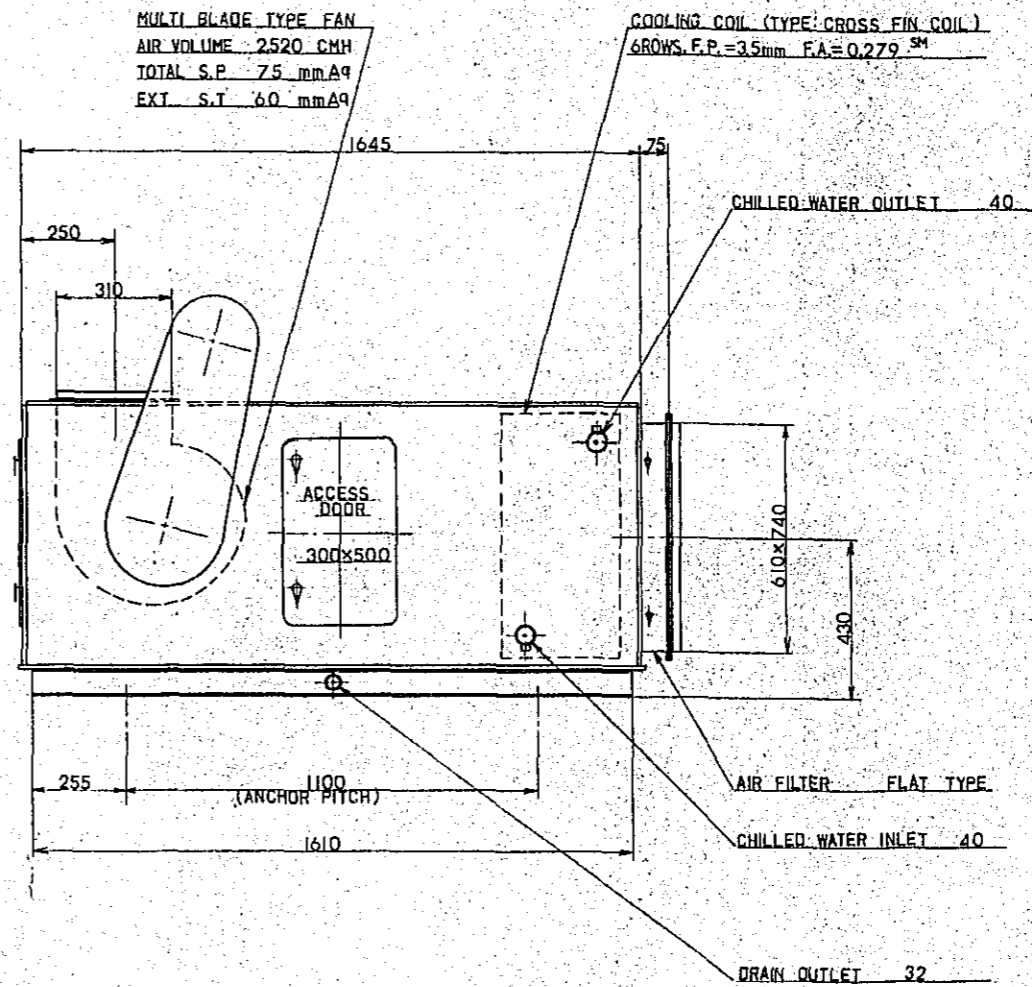 MULTI BLADE TYPE FAN
AIR VOLUME 2520 CMH
TOTAL S.P 75 mmAq
EXT. S.T 60 mmAq
COOLING COIL (TYPE: CROSS FIN COIL)
6ROWS. F.P.=3.5mm F.A=0.279 SM
1645
75
CHILLED WATER OUTLET 40
250
310
ACCESS
DOOR
300×500
610×740
430
255
1100
(ANCHOR PITCH)
1610
AIR FILTER FLAT TYPE
CHILLED WATER INLET 40
DRAIN OUTLET 32